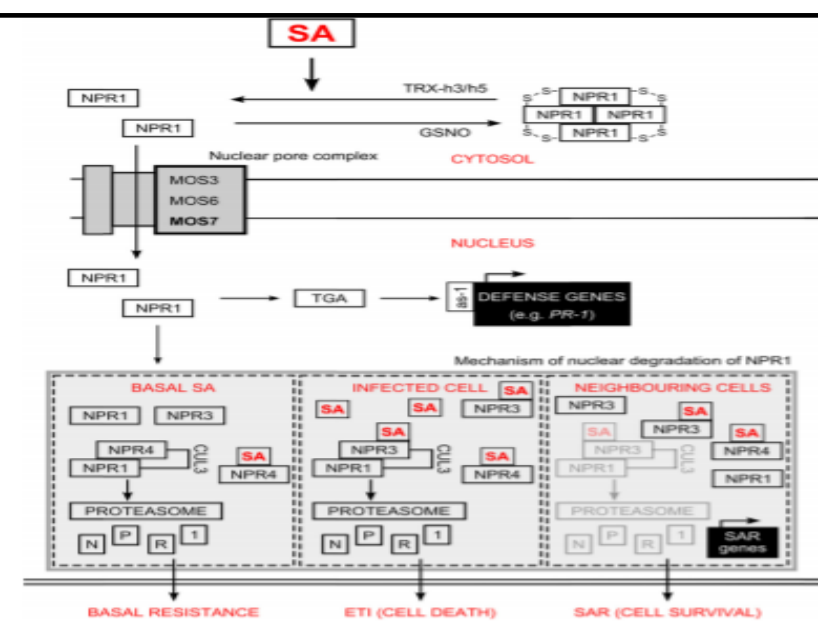 SA
TRX-h3/h5
NPR1
S S NPR1 S S
NPR1
NPR1 NPR1
GSNO
S S NPR1 S S
Nuclear pore complex
CYTOSOL
MOS3
MOS6
MOS7
NUCLEUS
NPR1
NPR1
TGA
as-1
DEFENSE GENES
(e.g. PR-1)
Mechanism of nuclear degradation of NPR1
BASAL SA
NPR1 NPR3
NPR4
NPR1
CUL3
SA
NPR4
PROTEASOME
N P R 1
INFECTED CELL
SA
NPR3
SA
SA
SA
NPR3
NPR1
CUL3
SA
NPR4
PROTEASOME
N P R 1
NEIGHBOURING CELLS
NPR3
SA
NPR3
SA
NPR3
NPR1
CUL3
SA
NPR4
NPR1
PROTEASOME
N P R 1
SAR
genes
BASAL RESISTANCE
ETI (CELL DEATH)
SAR (CELL SURVIVAL)